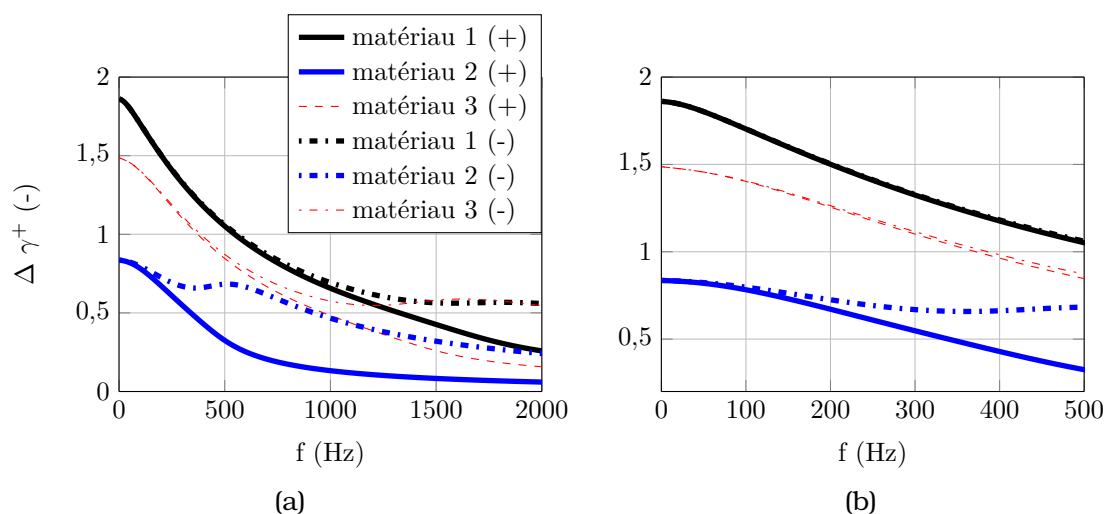 matériau 1 (+)
matériau 2 (+)
matériau 3 (+)
matériau 1 (-)
matériau 2 (-)
matériau 3 (-)
2
1,5
1
0,5
0
Δ γ⁺ (-)
0 500 1000 1500 2000
f (Hz)
(a)
2
1,5
1
0,5
0 100 200 300 400 500
f (Hz)
(b)